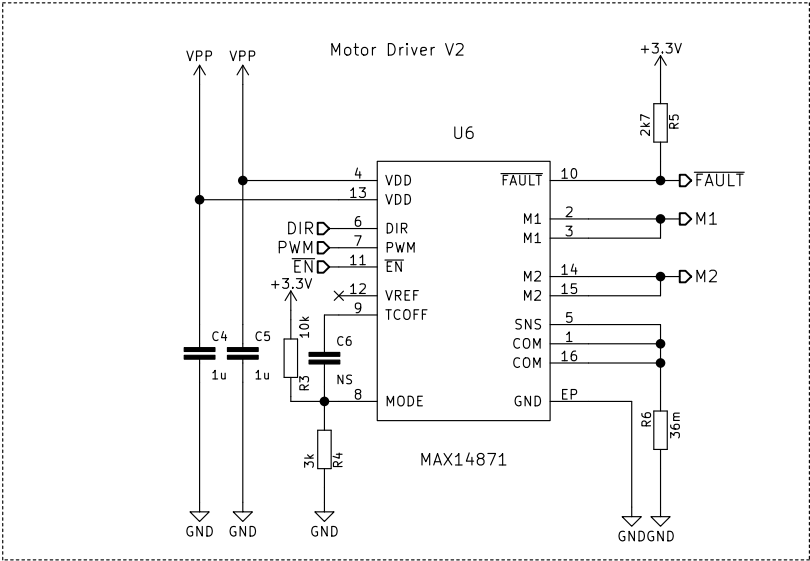 Motor Driver V2
VPP
VPP
+3.3V
2k7
R5
U6
4
VDD
13
VDD
FAULT
10
FAULT
DIR
6
DIR
PWM
7
PWM
EN
11
EN
12
VREF
9
TCOFF
M1
2
M1
M1
3
M2
14
M2
M2
15
SNS
5
COM
1
COM
16
+3.3V
10k
R3
C4
1u
C5
1u
C6
NS
8
MODE
GND
EP
R6
36m
3k
R4
MAX14871
GND
GND
GND
GND
GND